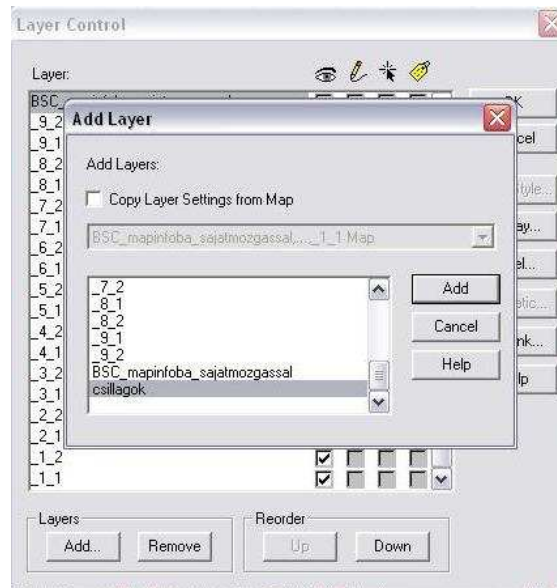 Layer Control
Layer:
_9_2
_9_1
_8_2
_8_1
_7_2
_7_1
_6_2
_6_1
_5_2
_5_1
_4_2
_4_1
_3_2
_3_1
_2_2
_2_1
_1_2
_1_1
Add Layer
Add Layers:
Copy Layer Settings from Map
BSC_mapinfoba_sajatmozgassal,...,_1_1 Map
_7_2
_8_1
_8_2
_9_1
_9_2
BSC_mapinfoba_sajatmozgassal
csillagok
Add
Cancel
Help
Layers
Add...
Remove
Reorder
Up
Down